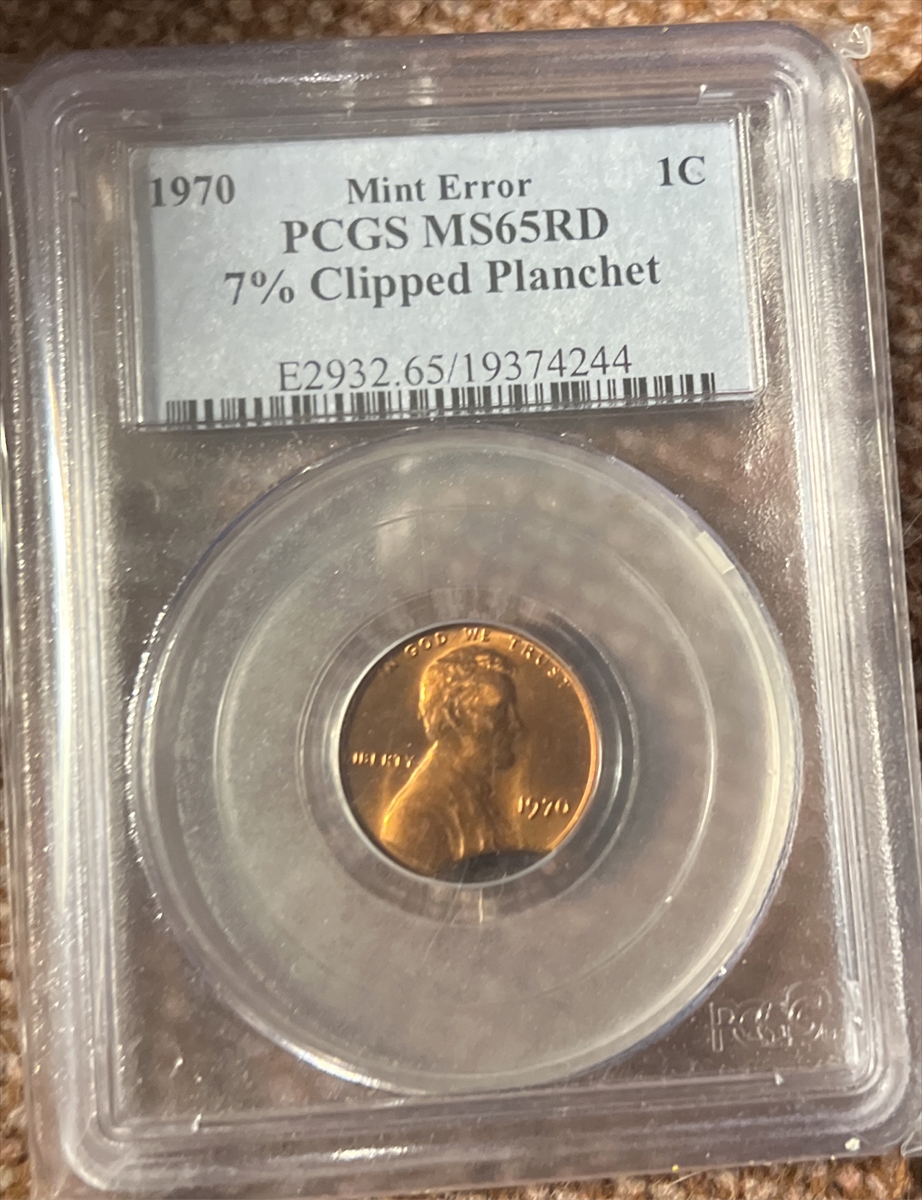 1970 Mint Error 1C
PCGS MS65RD
7% Clipped Planchet
E2932.65/19374244
IN GOD WE TRUST
LIBERTY
1970
PCGS